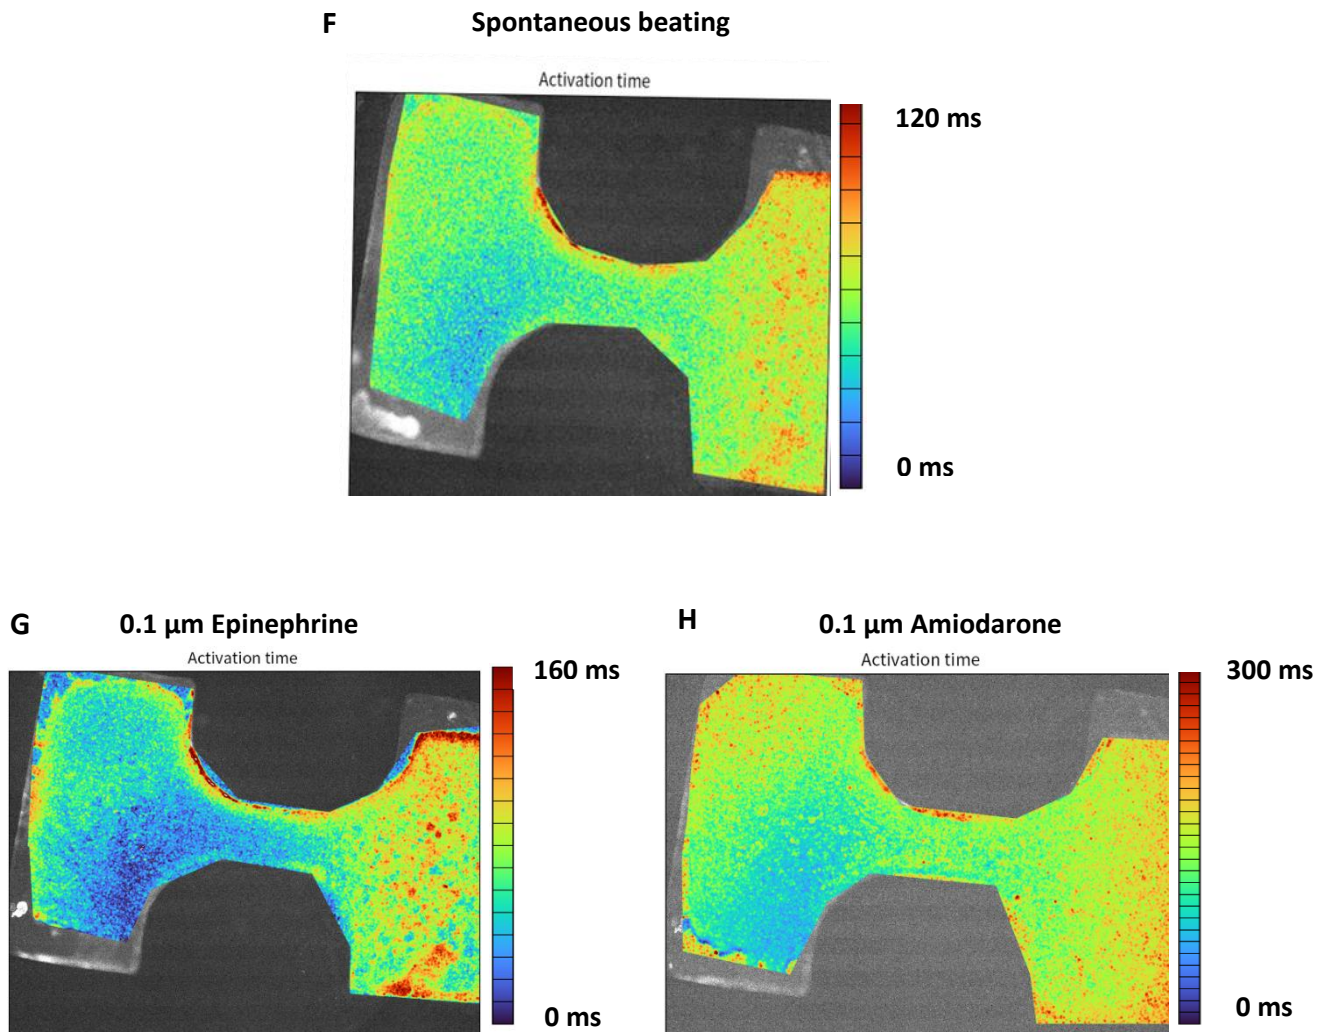 F
Spontaneous beating
Activation time
120 ms
0 ms
G
0.1 µm Epinephrine
Activation time
160 ms
0 ms
H
0.1 µm Amiodarone
Activation time
300 ms
0 ms